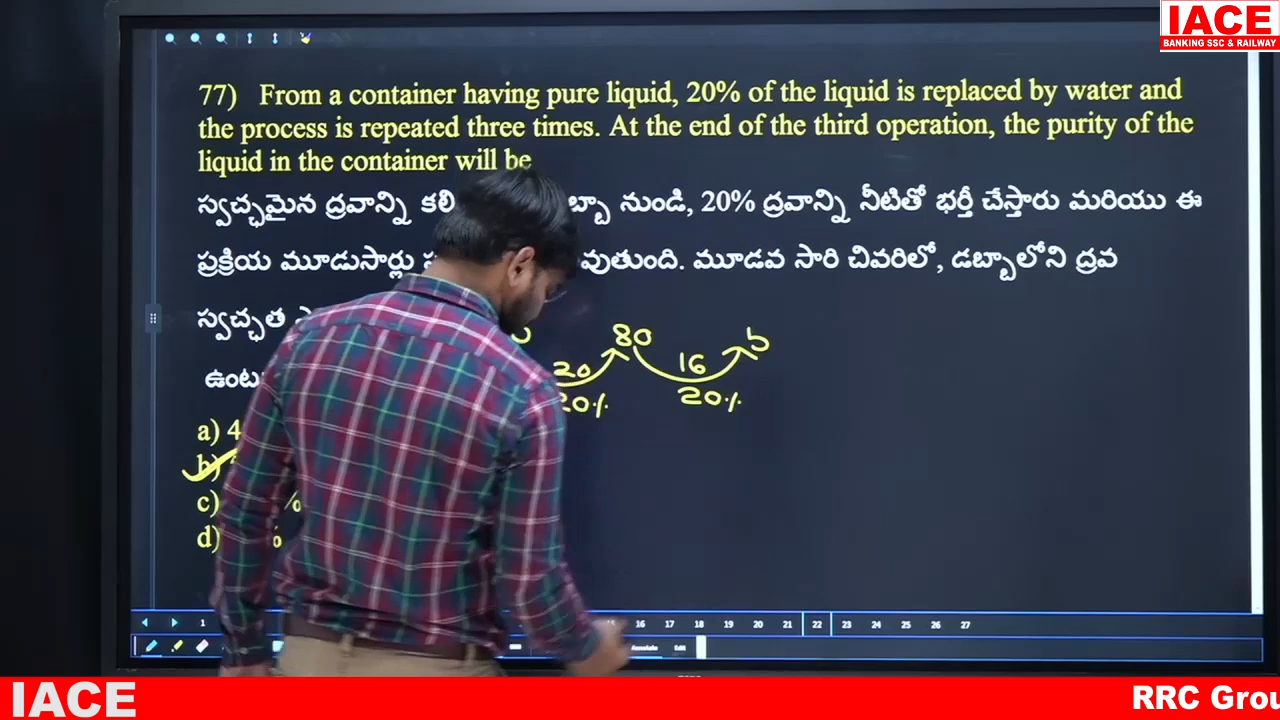 IACE
BANKING SSC & RAILWAY
77) From a container having pure liquid, 20% of the liquid is replaced by water and
the process is repeated three times. At the end of the third operation, the purity of the
liquid in the container will be
స్వచ్ఛమైన ద్రవాన్ని నుండి, 20% ద్రవాన్ని నీటితో భర్తీ చేస్తారు మరియు ఈ
ప్రక్రియ మూడుసార్లు మూడవ సారి చివరిలో, డబ్బాలోని ద్రవ
స్వచ్ఛత
80
20 16
20% 20%
a) 4
b)
c) %
d) %
1 16 17 18 19 20 21 22 23 24 25 26 27
Annotate Edit
IACE
RRC Grou